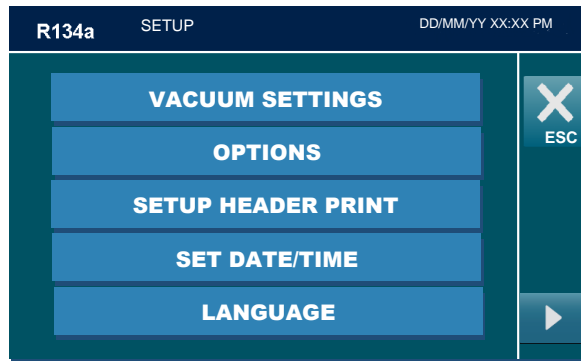 R134a SETUP DD/MM/YY XX:XX PM
VACUUM SETTINGS
ESC
OPTIONS
SETUP HEADER PRINT
SET DATE/TIME
LANGUAGE